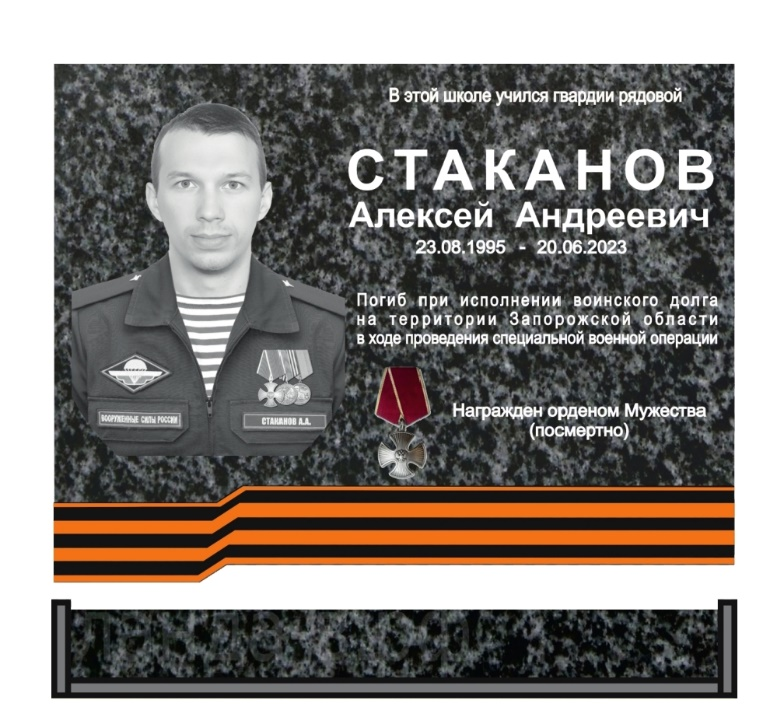 В этой школе учился гвардии рядовой
СТАКАНОВ
Алексей Андреевич
23.08.1995 - 20.06.2023
Погиб при исполнении воинского долга
на территории Запорожской области
в ходе проведения специальной военной операции
Награжден орденом Мужества
(посмертно)
ВООРУЖЕННЫЕ СИЛЫ РОССИИ
СТАКАНОВ А.А.